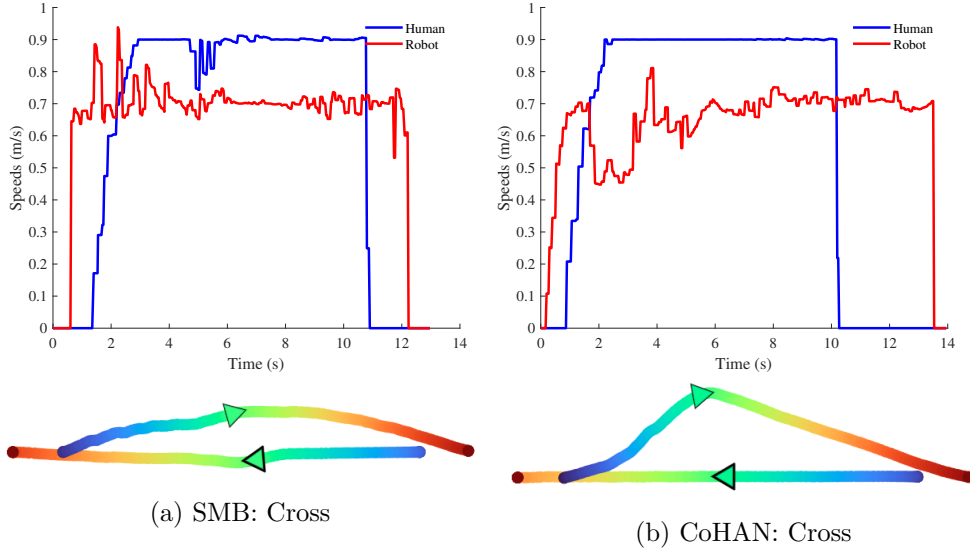 Human
Robot
0.9
0.8
0.7
0.6
0.5
0.4
0.3
0.2
0.1
0
Speeds (m/s)
0 2 4 6 8 10 12 14
Time (s)
(a) SMB: Cross
Human
Robot
0.9
0.8
0.7
0.6
0.5
0.4
0.3
0.2
0.1
0
Speeds (m/s)
0 2 4 6 8 10 12 14
Time (s)
(b) CoHAN: Cross